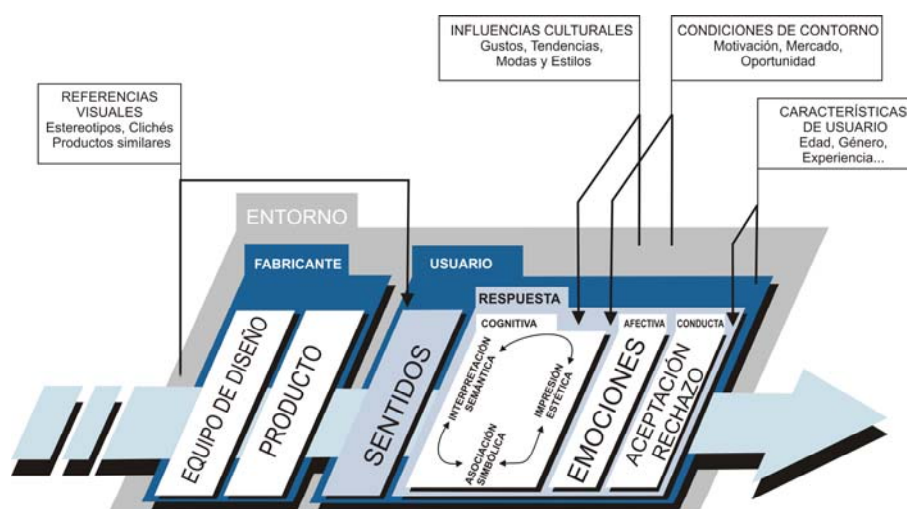 INFLUENCIAS CULTURALES
Gustos, Tendencias,
Modas y Estilos
CONDICIONES DE CONTORNO
Motivación, Mercado,
Oportunidad
REFERENCIAS
VISUALES
Estereotipos, Clichés
Productos similares
CARACTERÍSTICAS
DE USUARIO
Edad, Género,
Experiencia...
ENTORNO
FABRICANTE
USUARIO
RESPUESTA
COGNITIVA
AFECTIVA
CONDUCTA
EQUIPO DE DISEÑO
PRODUCTO
SENTIDOS
INTERPRETACIÓN
SEMÁNTICA
IMPRESIÓN
ESTÉTICA
ASOCIACIÓN
SIMBÓLICA
EMOCIONES
ACEPTACIÓN
RECHAZO